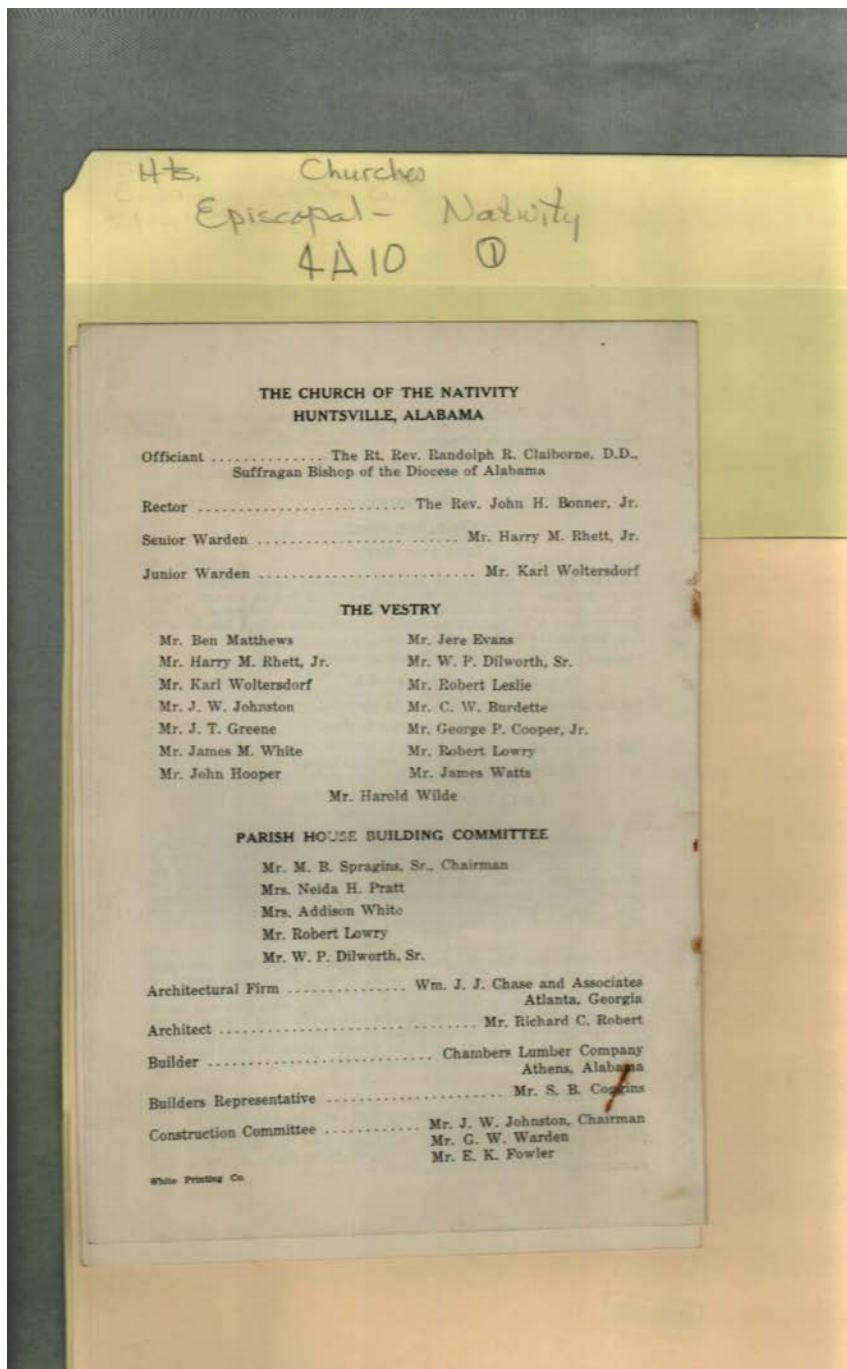 Hts. Churches
Episcopal - Nativity
4A10 ①
THE CHURCH OF THE NATIVITY
HUNTSVILLE, ALABAMA
Officiant .............. The Rt. Rev. Randolph R. Claiborne, D.D.,
Suffragan Bishop of the Diocese of Alabama
Rector .......................... The Rev. John H. Bonner, Jr.
Senior Warden ........................ Mr. Harry M. Rhett, Jr.
Junior Warden .......................... Mr. Karl Woltersdorf
THE VESTRY
Mr. Ben Matthews Mr. Jere Evans
Mr. Harry M. Rhett, Jr. Mr. W. P. Dilworth, Sr.
Mr. Karl Woltersdorf Mr. Robert Leslie
Mr. J. W. Johnston Mr. C. W. Burdette
Mr. J. T. Greene Mr. George P. Cooper, Jr.
Mr. James M. White Mr. Robert Lowry
Mr. John Hooper Mr. James Watts
Mr. Harold Wilde
PARISH HOUSE BUILDING COMMITTEE
Mr. M. B. Spragins, Sr., Chairman
Mrs. Neida H. Pratt
Mrs. Addison White
Mr. Robert Lowry
Mr. W. P. Dilworth, Sr.
Architectural Firm .............. Wm. J. J. Chase and Associates
Atlanta, Georgia
Architect ............................... Mr. Richard C. Robert
Builder ........................... Chambers Lumber Company
Athens, Alabama
Builders Representative ..................... Mr. S. B.
Construction Committee ........... Mr. J. W. Johnston, Chairman
Mr. G. W. Warden
Mr. E. K. Fowler
White Printing Co.